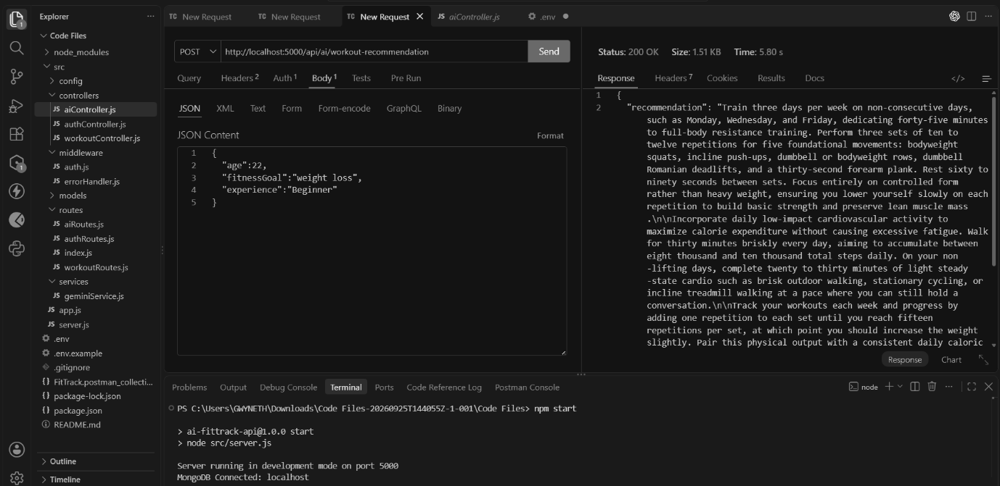 Explorer
Code Files
node_modules
src
config
controllers
JS aiController.js
JS authController.js
JS workoutController.js
middleware
JS auth.js
JS errorHandler.js
models
routes
JS aiRoutes.js
JS authRoutes.js
JS index.js
JS workoutRoutes.js
services
JS geminiService.js
JS app.js
JS server.js
.env
.env.example
.gitignore
{} FitTrack.postman_collecti...
{} package-lock.json
{} package.json
README.md
Outline
Timeline
1
1
TC New Request TC New Request TC New Request JS aiController.js .env
POST http://localhost:5000/api/ai/workout-recommendation Send
Query Headers 2 Auth 1 Body 1 Tests Pre Run
JSON XML Text Form Form-encode GraphQL Binary
JSON Content Format
1 {
2 "age":22,
3 "fitnessGoal":"weight loss",
4 "experience":"Beginner"
5 }
Status: 200 OK Size: 1.51 KB Time: 5.80 s
Response Headers 7 Cookies Results Docs </>
1 {
2 "recommendation": "Train three days per week on non-consecutive days,
such as Monday, Wednesday, and Friday, dedicating forty-five minutes
to full-body resistance training. Perform three sets of ten to
twelve repetitions for five foundational movements: bodyweight
squats, incline push-ups, dumbbell or bodyweight rows, dumbbell
Romanian deadlifts, and a thirty-second forearm plank. Rest sixty to
ninety seconds between sets. Focus entirely on controlled form
rather than heavy weight, ensuring you lower yourself slowly on each
repetition to build basic strength and preserve lean muscle mass
.\n\nIncorporate daily low-impact cardiovascular activity to
maximize calorie expenditure without causing excessive fatigue. Walk
for thirty minutes briskly every day, aiming to accumulate between
eight thousand and ten thousand total steps daily. On your non
-lifting days, complete twenty to thirty minutes of light steady
-state cardio such as brisk outdoor walking, stationary cycling, or
incline treadmill walking at a pace where you can still hold a
conversation.\n\nTrack your workouts each week and progress by
adding one repetition to each set until you reach fifteen
repetitions per set, at which point you should increase the weight
slightly. Pair this physical output with a consistent daily caloric
Response Chart
Problems Output Debug Console Terminal Ports Code Reference Log Postman Console node
PS C:\Users\GWYNETH\Downloads\Code Files-20260925T144055Z-1-001\Code Files> npm start
> ai-fittrack-api@1.0.0 start
> node src/server.js
Server running in development mode on port 5000
MongoDB Connected: localhost